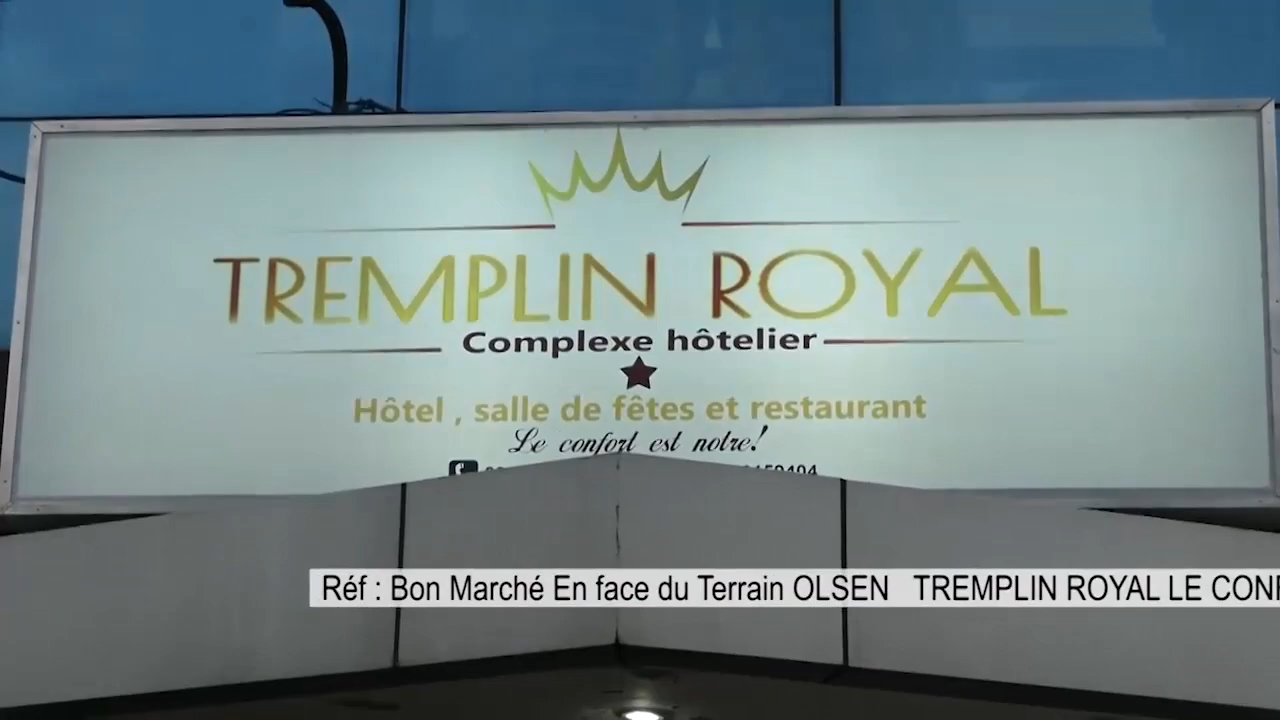 TREMPLIN ROYAL
Complexe hôtelier
Hôtel , salle de fêtes et restaurant
Le confort est notre!
Réf : Bon Marché En face du Terrain OLSEN TREMPLIN ROYAL LE